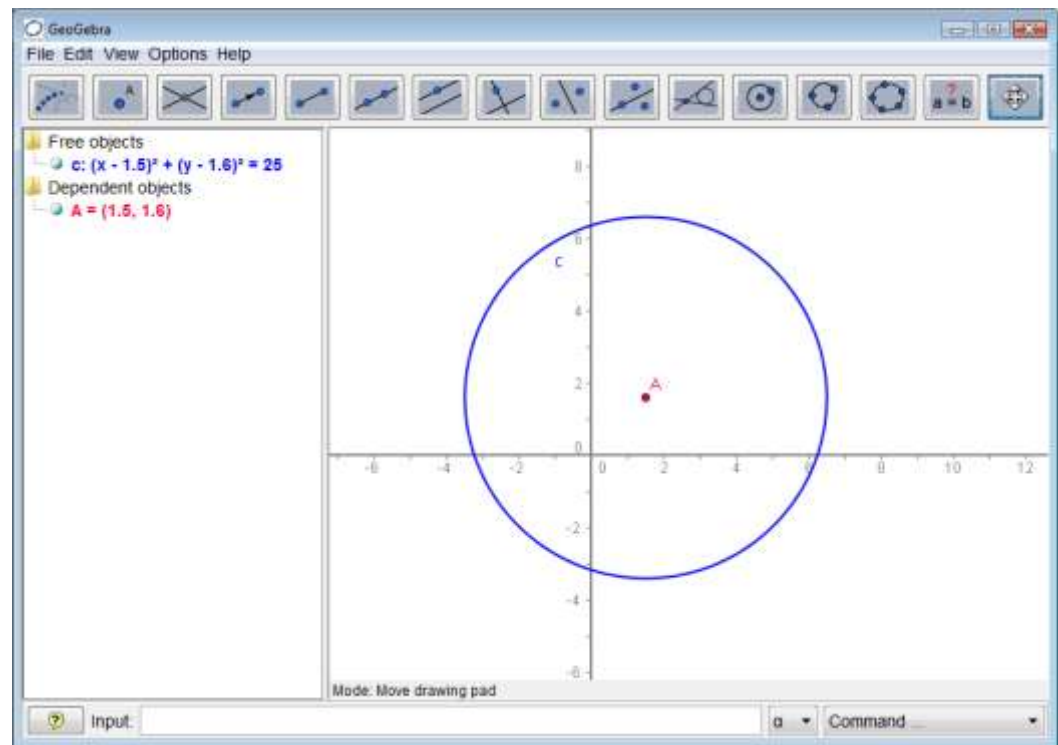 GeoGebra
File Edit View Options Help
A
? a = b
Free objects
c: (x - 1.5)² + (y - 1.6)² = 25
Dependent objects
A = (1.5, 1.6)
8
6
c
4
2
A
0
-6 -4 -2 0 2 4 6 8 10 12
-2
-4
-6
Mode: Move drawing pad
? Input: α Command ...